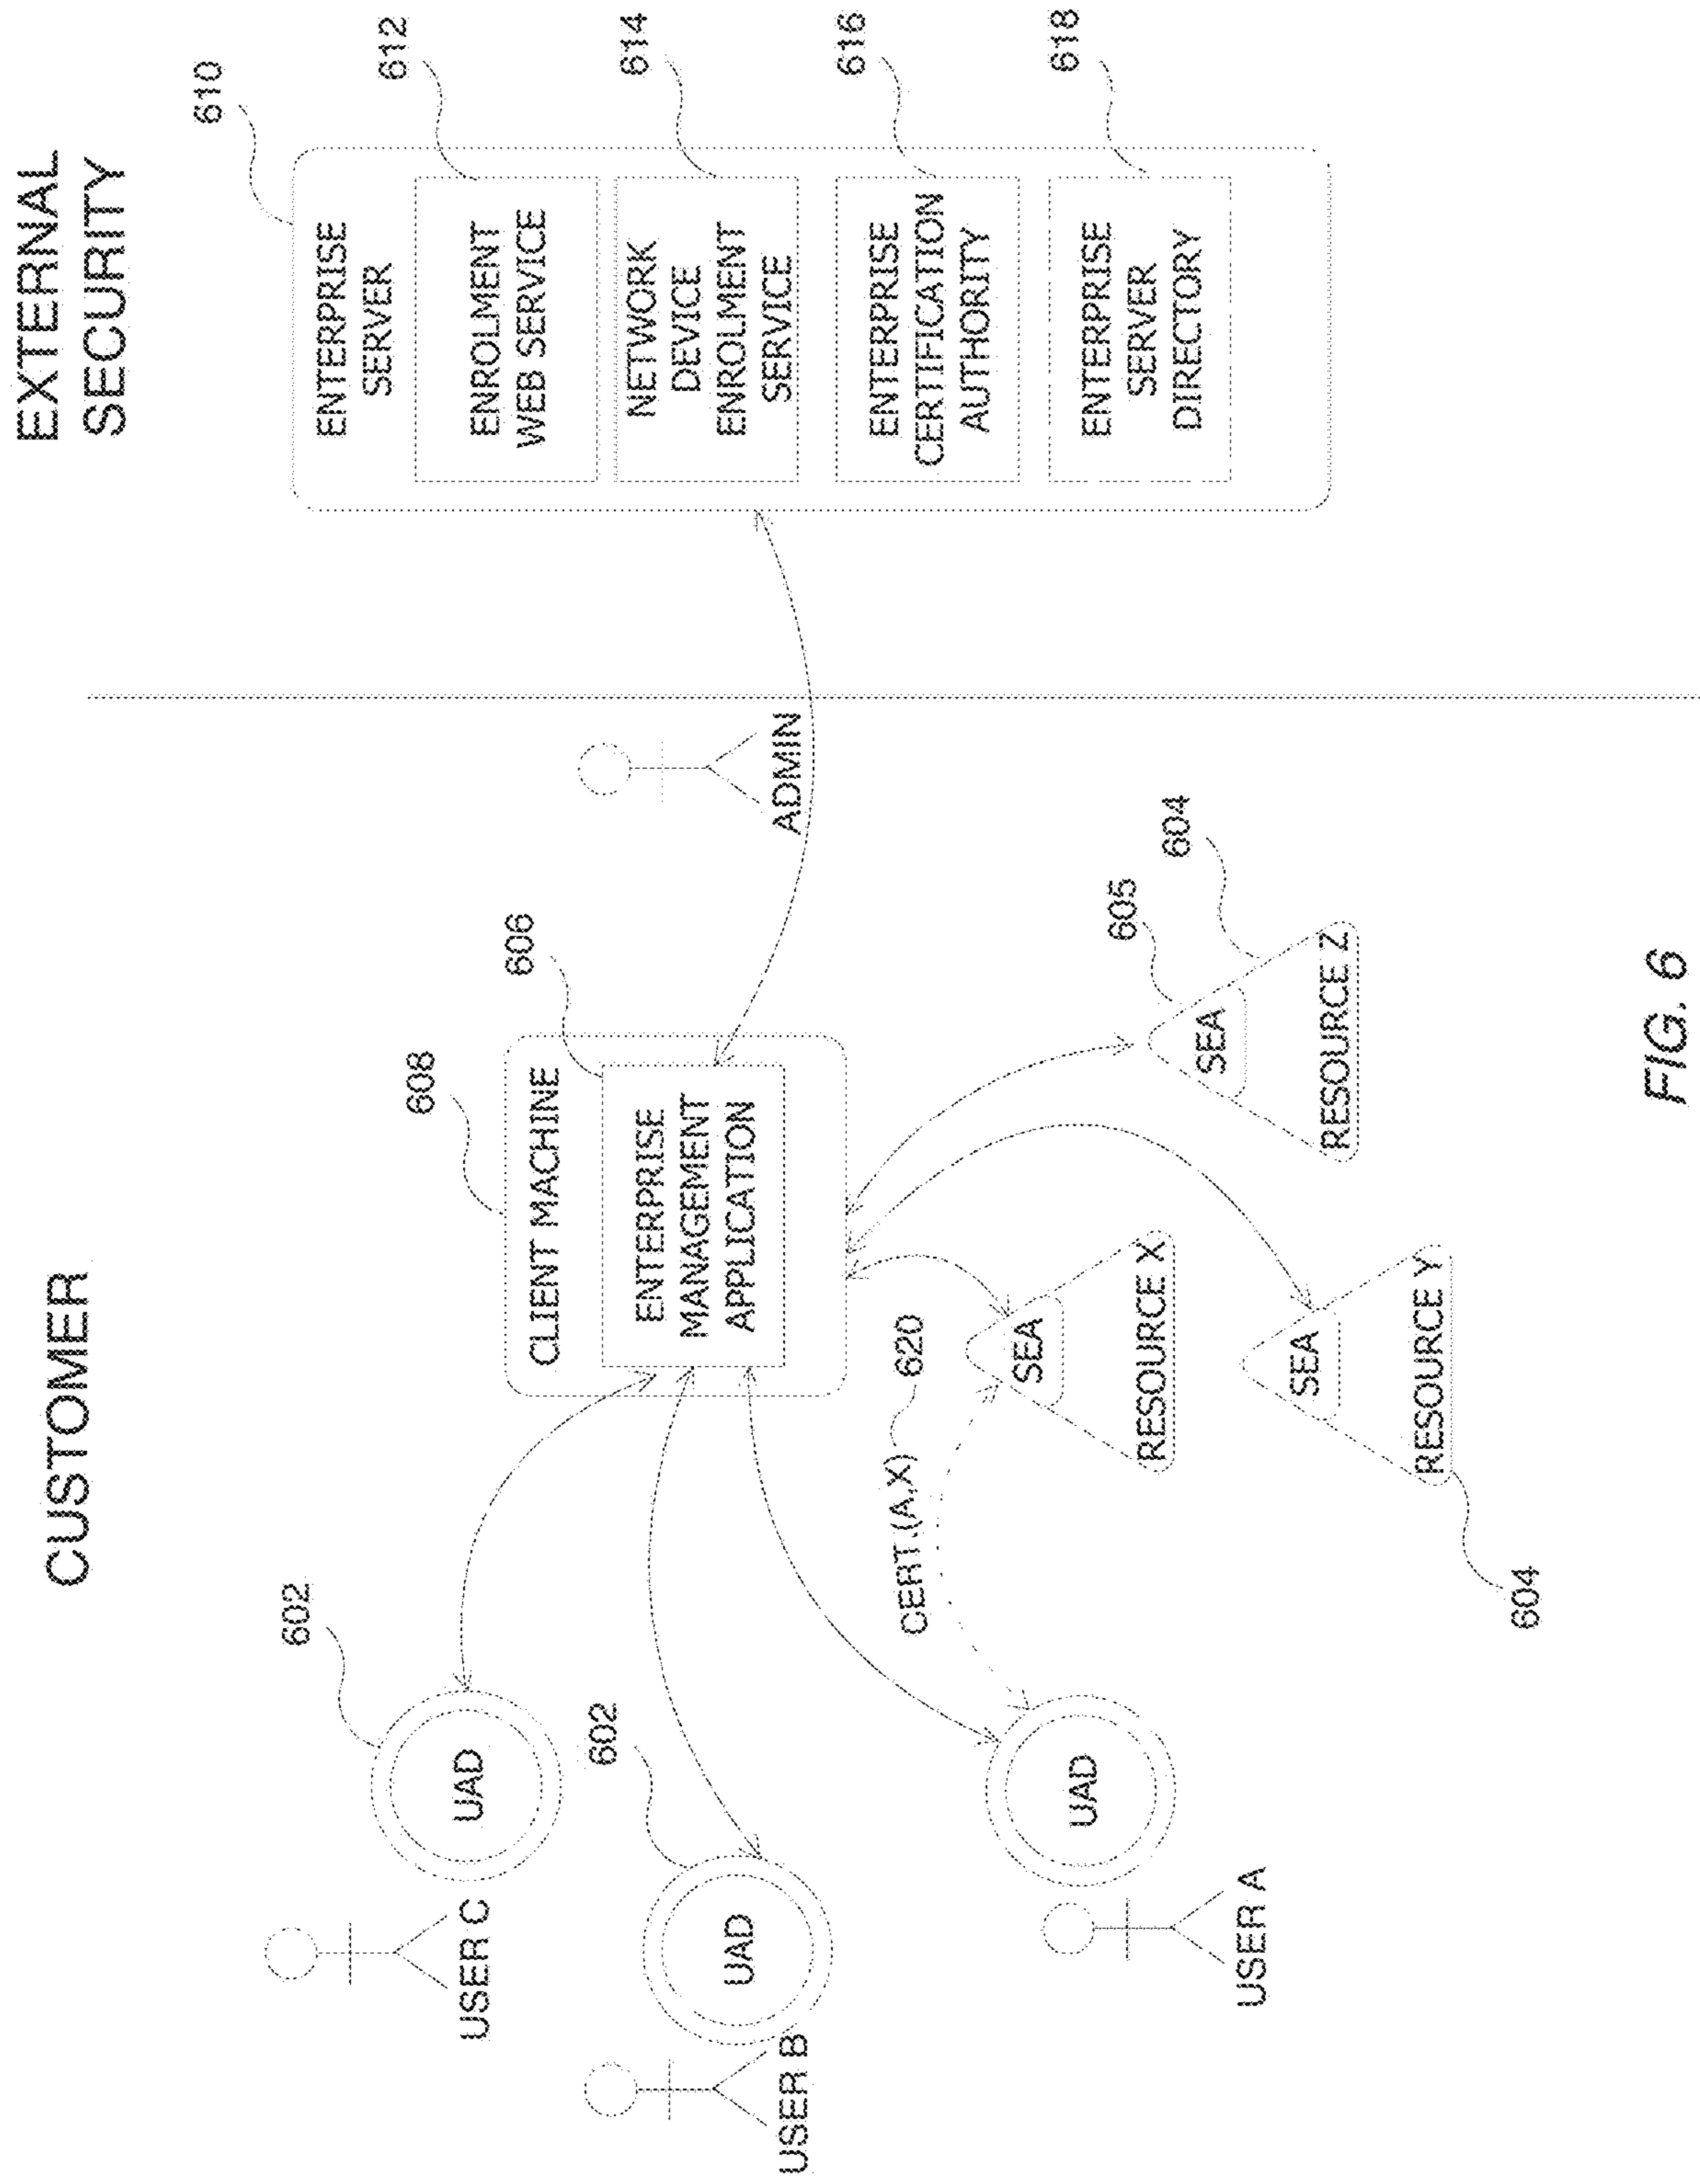 CUSTOMER
EXTERNAL
SECURITY
602
UAD
USER C
602
UAD
USER B
UAD
USER A
608
606
CLIENT MACHINE
ENTERPRISE
MANAGEMENT
APPLICATION
ADMIN
CERT.(A,X)
620
SEA
RESOURCE X
SEA
RESOURCE Y
604
605
604
SEA
RESOURCE Z
610
ENTERPRISE
SERVER
612
ENROLMENT
WEB SERVICE
614
NETWORK
DEVICE
ENROLMENT
SERVICE
616
ENTERPRISE
CERTIFICATION
AUTHORITY
618
ENTERPRISE
SERVER
DIRECTORY
FIG. 6